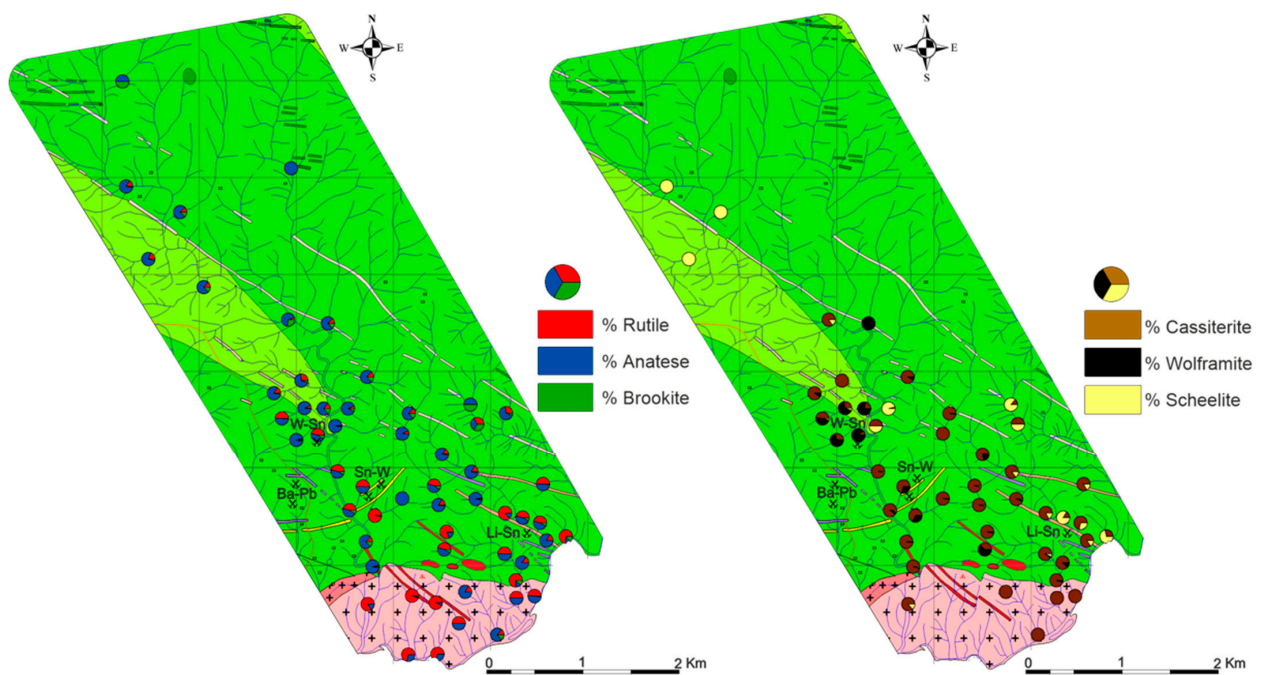 N
W E
S
% Rutile
% Anatese
% Brookite
W-Sn
Sn-W
Ba-Pb
Li-Sn
0 1 2 Km
N
W E
S
% Cassiterite
% Wolframite
% Scheelite
W-Sn
Sn-W
Ba-Pb
Li-Sn
0 1 2 Km